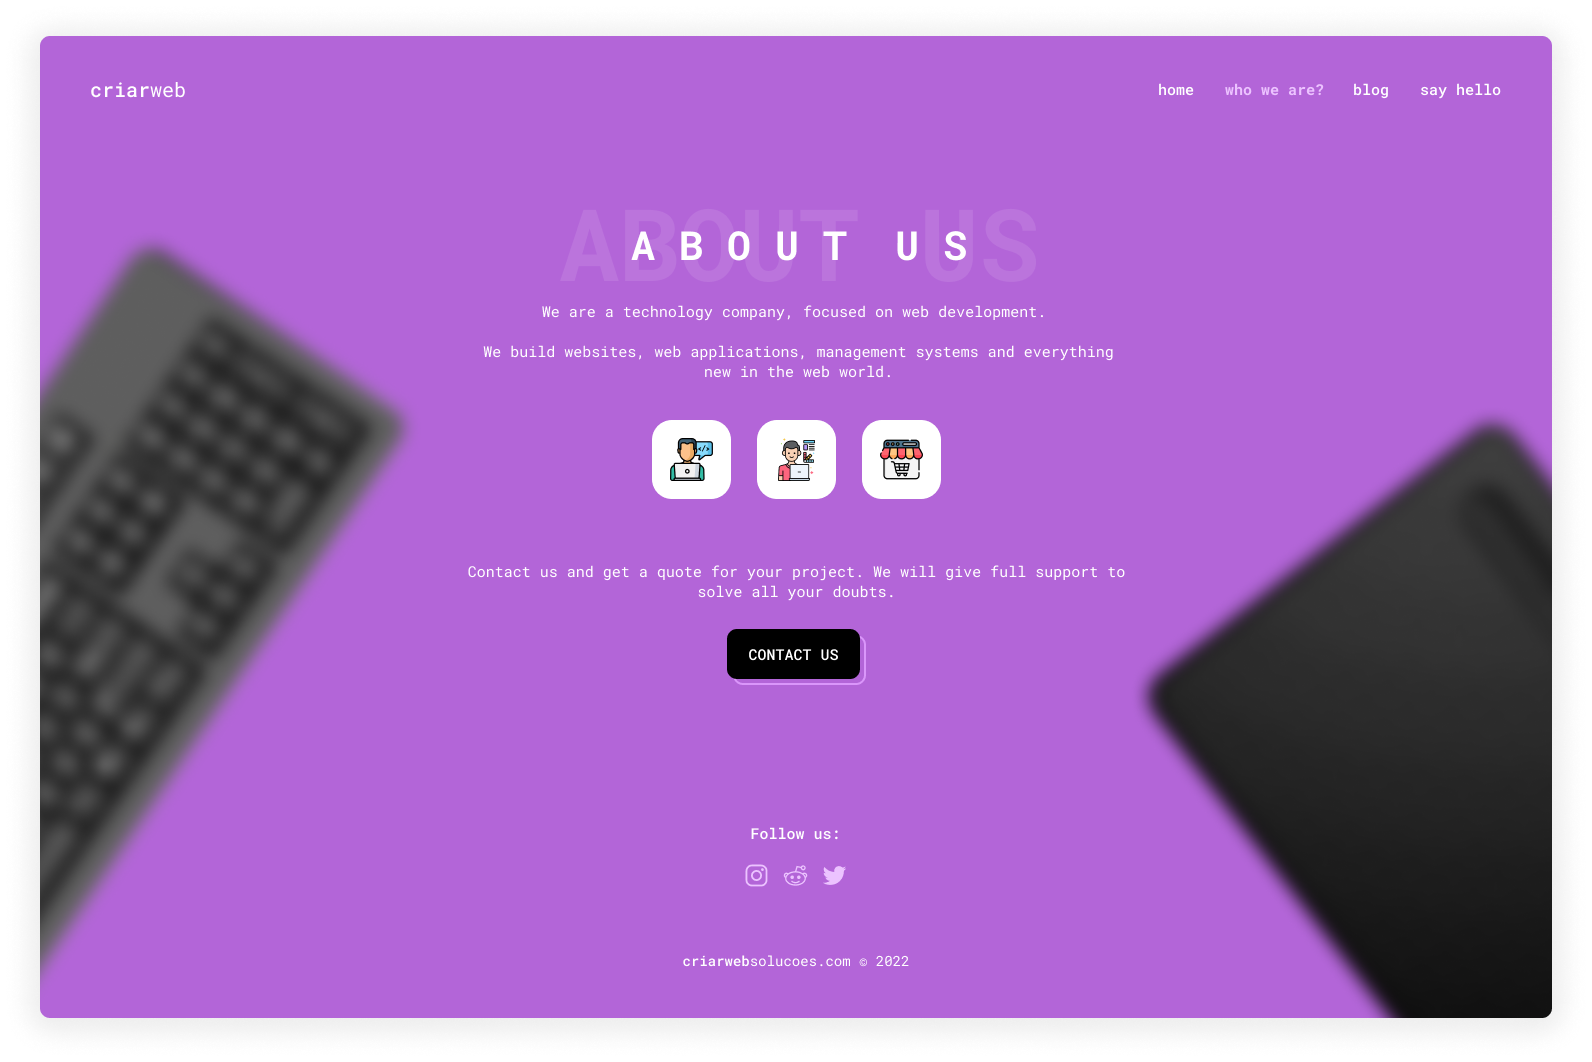 criarweb
home who we are? blog say hello
ABOUT US
ABOUT US
We are a technology company, focused on web development.
We build websites, web applications, management systems and everything
new in the web world.
Contact us and get a quote for your project. We will give full support to
solve all your doubts.
CONTACT US
Follow us:
criarwebsolucoes.com © 2022